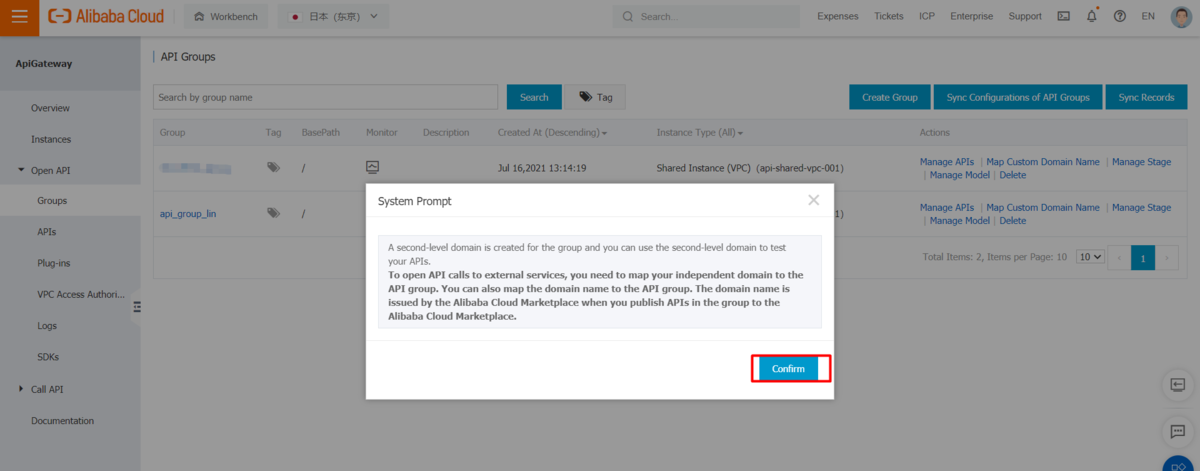 Alibaba Cloud
Workbench
日本（东京）
Search...
Expenses
Tickets
ICP
Enterprise
Support
EN
ApiGateway
Overview
Instances
Open API
Groups
APIs
Plug-ins
VPC Access Authori...
Logs
SDKs
Call API
Documentation
API Groups
Search by group name
Search
Tag
Create Group
Sync Configurations of API Groups
Sync Records
Group
Tag
BasePath
Monitor
Description
Created At (Descending)
Instance Type (All)
Actions
/
Jul 16,2021 13:14:19
Shared Instance (VPC) (api-shared-vpc-001)
Manage APIs | Map Custom Domain Name | Manage Stage
| Manage Model | Delete
api_group_lin
/
1)
Manage APIs | Map Custom Domain Name | Manage Stage
| Manage Model | Delete
Total Items: 2, Items per Page: 10
10
1
System Prompt
A second-level domain is created for the group and you can use the second-level domain to test
your APIs.
To open API calls to external services, you need to map your independent domain to the
API group. You can also map the domain name to the API group. The domain name is
issued by the Alibaba Cloud Marketplace when you publish APIs in the group to the
Alibaba Cloud Marketplace.
Confirm